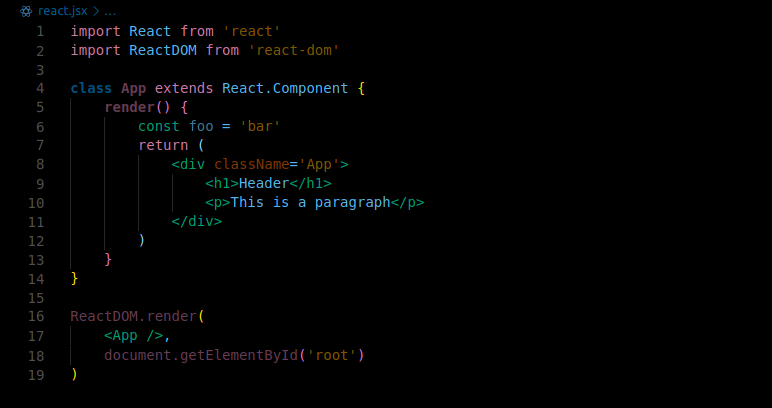 react.jsx > ...
1 import React from 'react'
2 import ReactDOM from 'react-dom'
3
4 class App extends React.Component {
5     render() {
6         const foo = 'bar'
7         return (
8             <div className='App'>
9                 <h1>Header</h1>
10                 <p>This is a paragraph</p>
11             </div>
12         )
13     }
14 }
15
16 ReactDOM.render(
17     <App />,
18     document.getElementById('root')
19 )